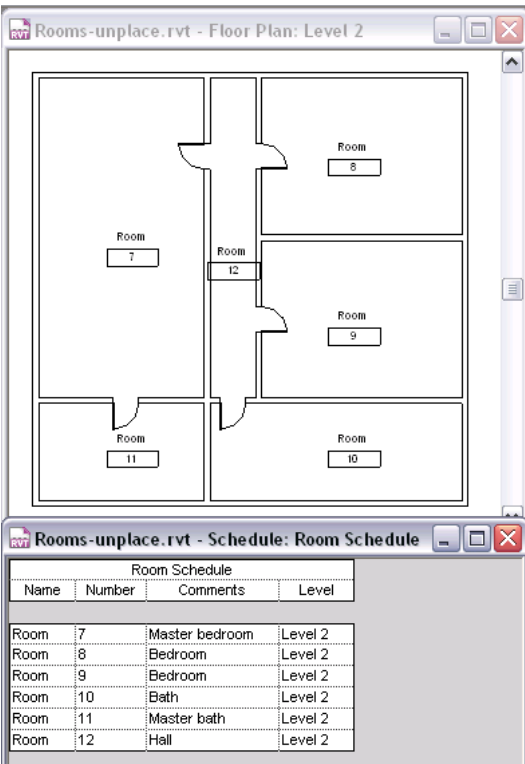 Rooms-unplace.rvt - Floor Plan: Level 2
Room
8
Room
7
Room
12
Room
9
Room
11
Room
10
Rooms-unplace.rvt - Schedule: Room Schedule
Room Schedule
Name Number Comments Level
Room 7 Master bedroom Level 2
Room 8 Bedroom Level 2
Room 9 Bedroom Level 2
Room 10 Bath Level 2
Room 11 Master bath Level 2
Room 12 Hall Level 2